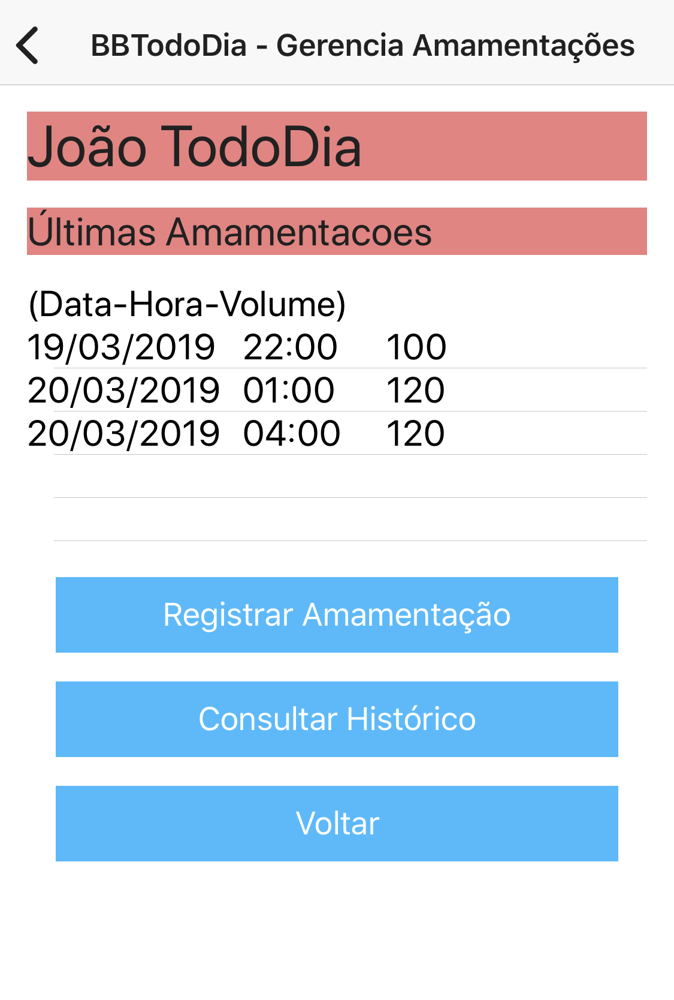 BBTodoDia - Gerencia Amamentações
João TodoDia
Últimas Amamentacoes
(Data-Hora-Volume)
19/03/2019 22:00 100
20/03/2019 01:00 120
20/03/2019 04:00 120
Registrar Amamentação
Consultar Histórico
Voltar